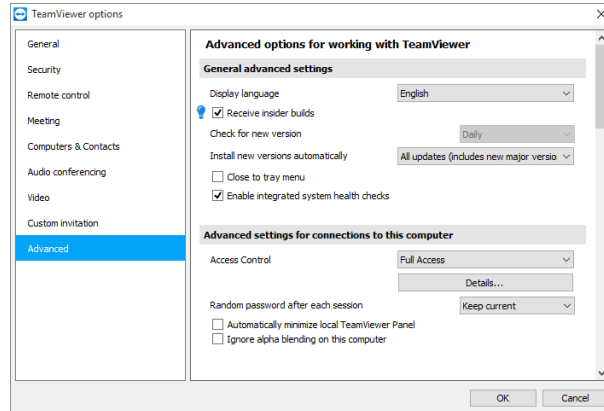 TeamViewer options
General
Security
Remote control
Meeting
Computers & Contacts
Audio conferencing
Video
Custom invitation
Advanced
Advanced options for working with TeamViewer
General advanced settings
Display language English
Receive insider builds
Check for new version Daily
Install new versions automatically All updates (includes new major versio
Close to tray menu
Enable integrated system health checks
Advanced settings for connections to this computer
Access Control Full Access
Details...
Random password after each session Keep current
Automatically minimize local TeamViewer Panel
Ignore alpha blending on this computer
OK Cancel